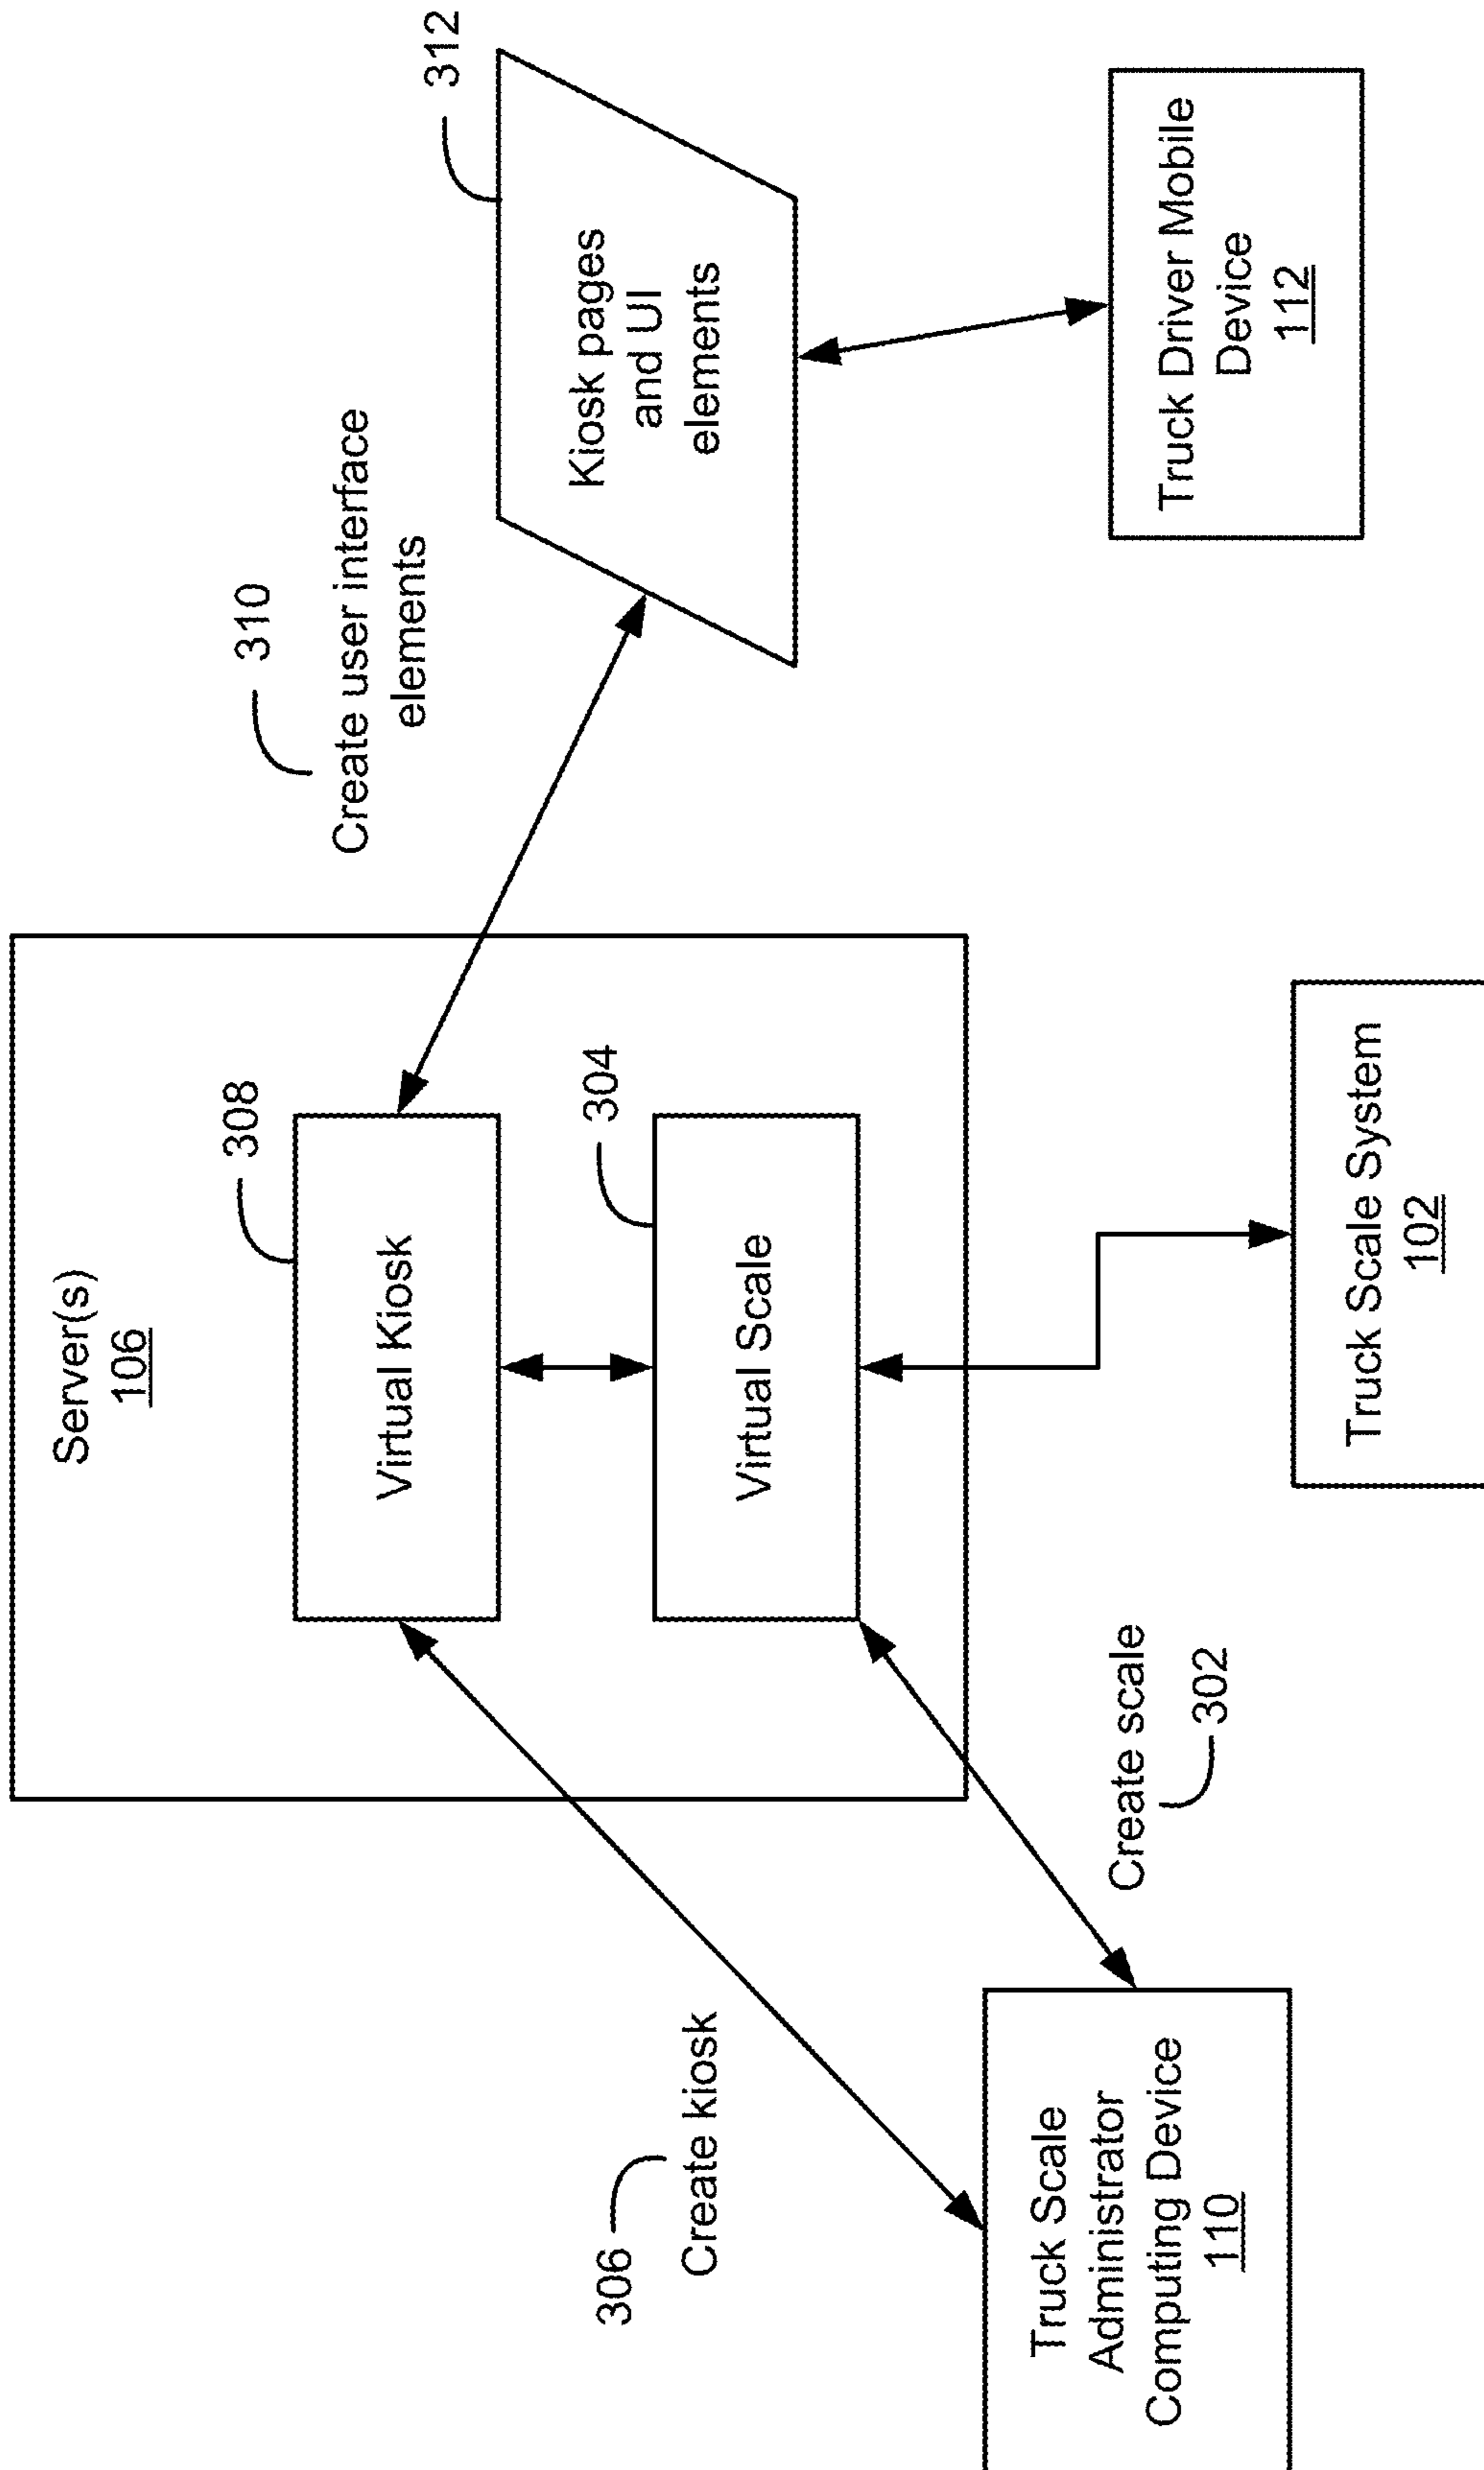 Server(s)
106
308
Virtual Kiosk
304
Virtual Scale
306
Create kiosk
Create scale
302
Truck Scale
Administrator
Computing Device
110
Truck Scale System
102
310
Create user interface
elements
312
Kiosk pages
and UI
elements
Truck Driver Mobile
Device
112